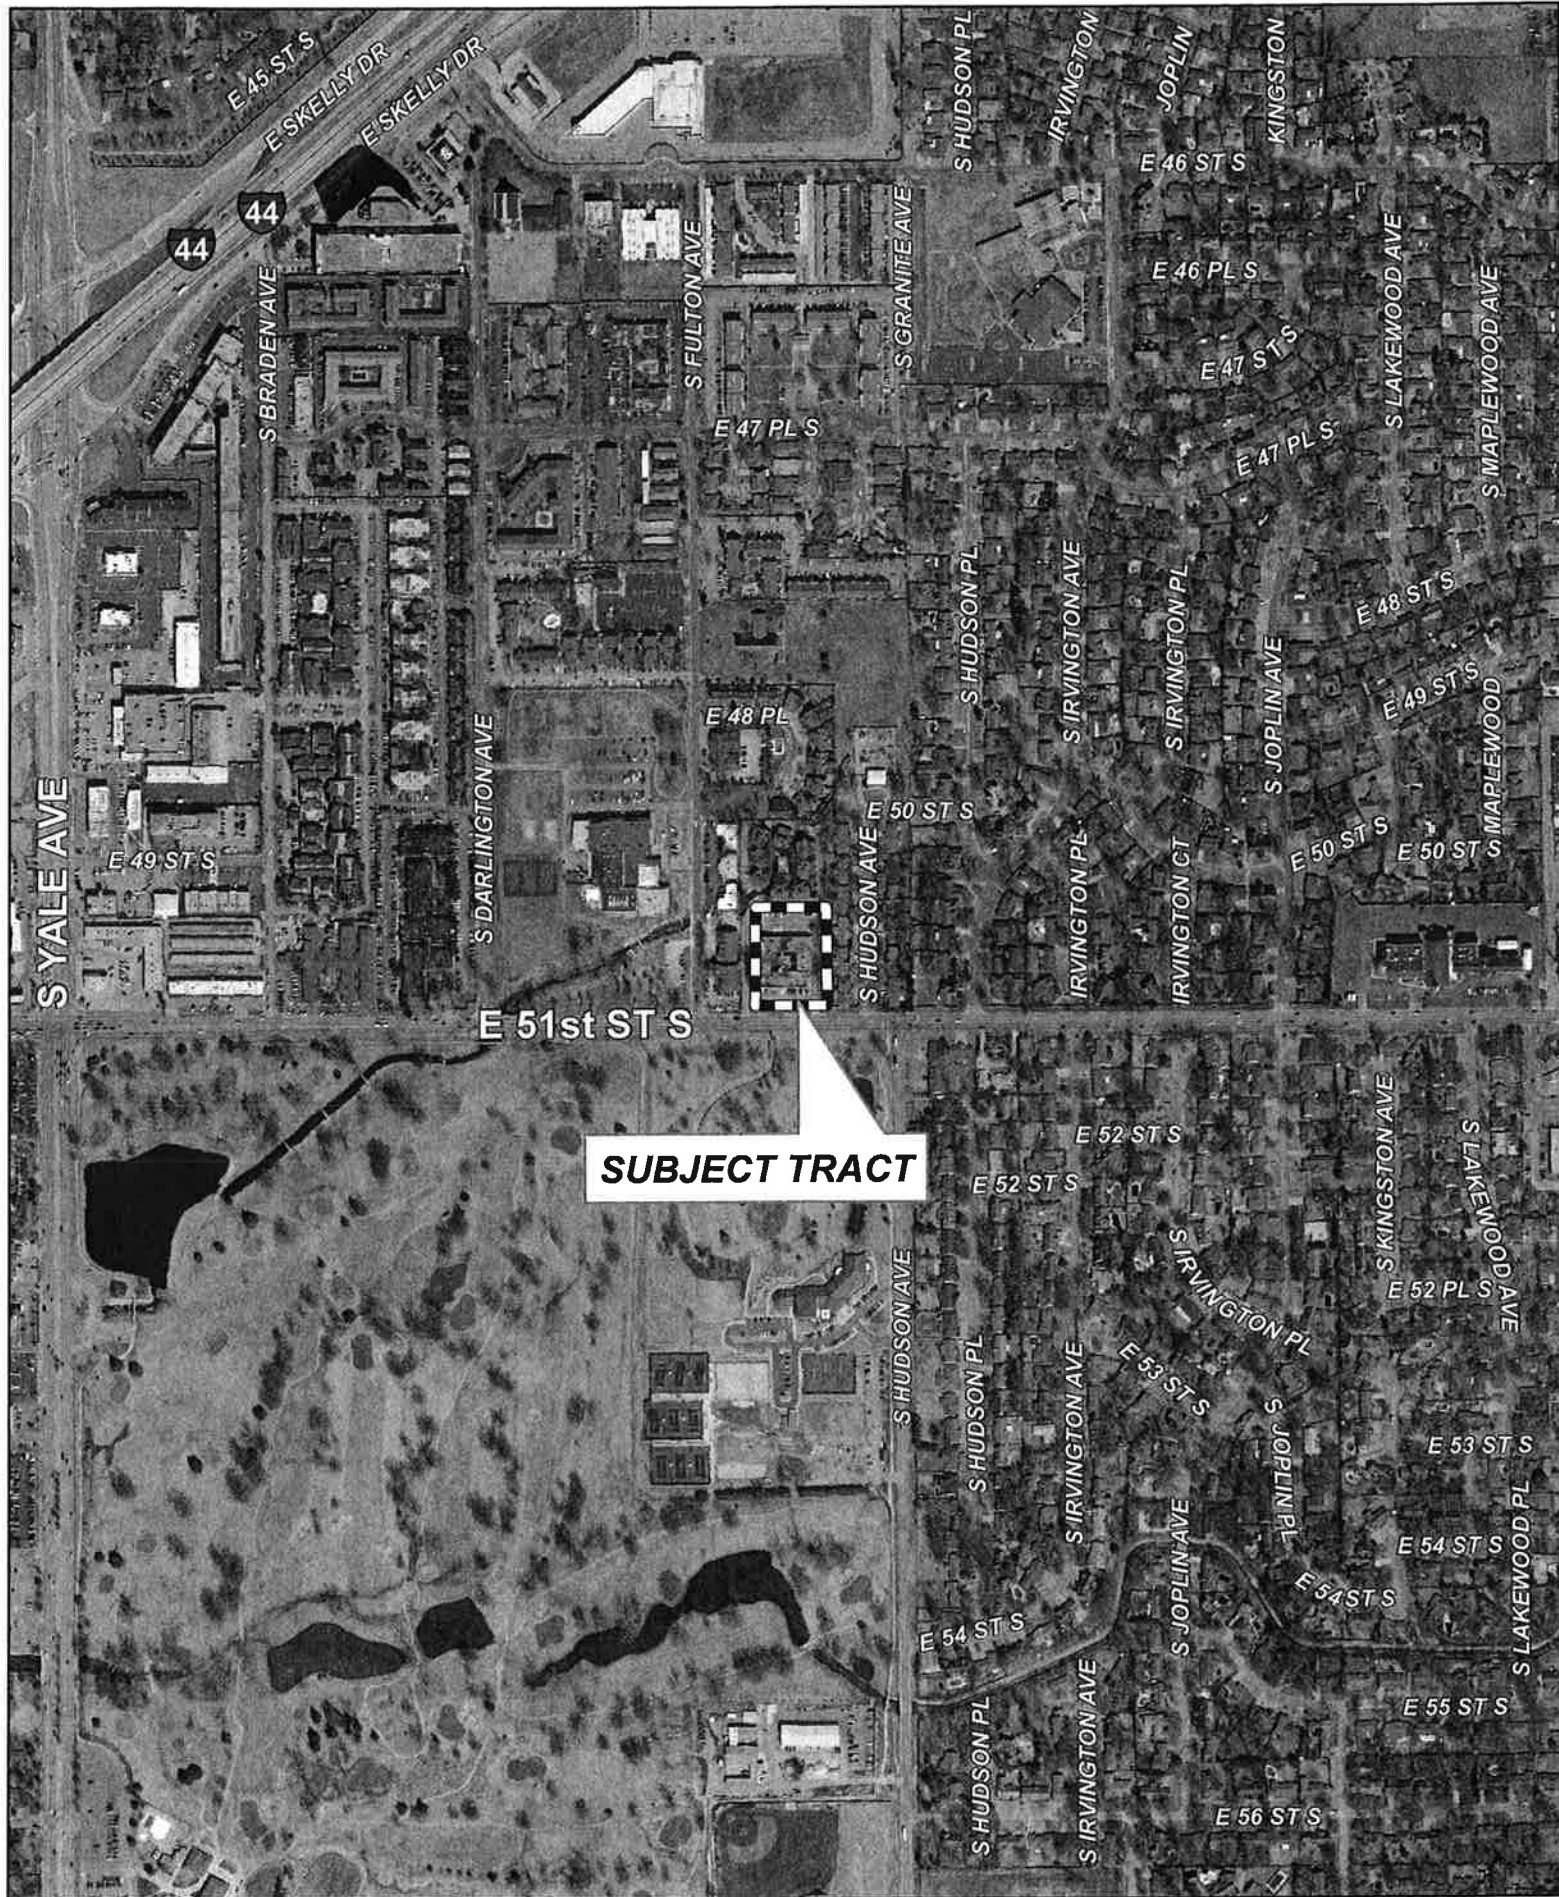 E 45 ST S
E SKELLY DR
E SKELLY DR
S HUDSON PL
IRVINGTON
JOPLIN
KINGSTON
E 46 ST S
44
44
S BRADEN AVE
S FULTON AVE
S GRANITE AVE
E 46 PL S
S LAKEWOOD AVE
S MAPLEWOOD AVE
E 47 ST S
E 47 PL S
E 47 PL S
S HUDSON PL
S IRVINGTON AVE
S IRVINGTON PL
S JOPLIN AVE
E 48 ST S
E 49 ST S
MAPLEWOOD
E 48 PL
S DARLINGTON AVE
S YALE AVE
E 49 ST S
E 50 ST S
S HUDSON AVE
IRVINGTON PL
IRVINGTON CT
E 50 ST S
E 50 ST S
E 51st ST S
SUBJECT TRACT
E 52 ST S
E 52 ST S
S KINGSTON AVE
S LAKEWOOD AVE
S IRVINGTON PL
E 52 PL S
S HUDSON AVE
S HUDSON PL
S IRVINGTON AVE
E 53 ST S
S JOPLIN PL
E 53 ST S
S JOPLIN AVE
E 54 ST S
E 54 ST S
S LAKEWOOD PL
E 54 ST S
S HUDSON PL
S IRVINGTON AVE
E 55 ST S
E 56 ST S